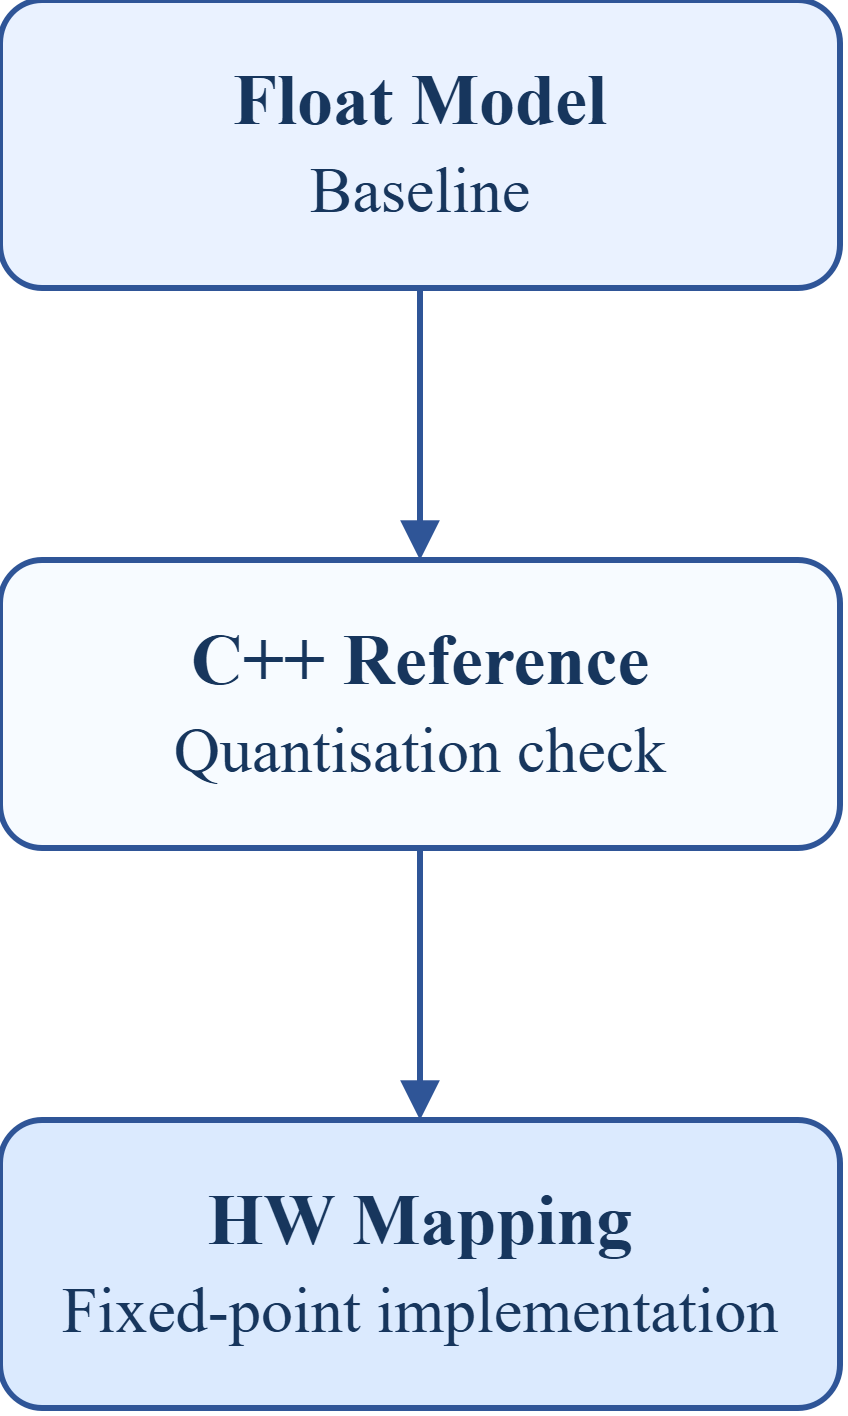 Float Model
Baseline
C++ Reference
Quantisation check
HW Mapping
Fixed-point implementation